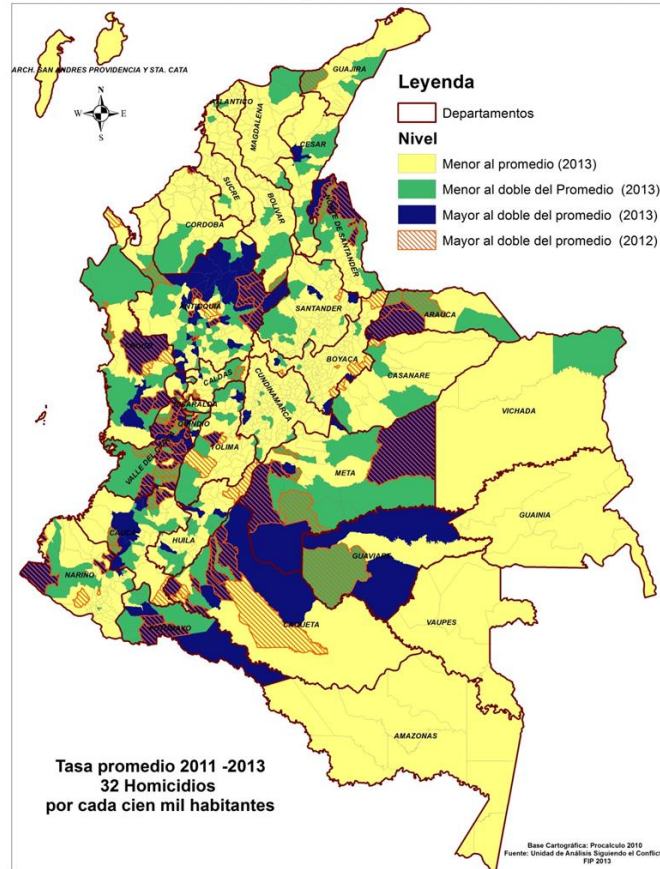 ARCH. SAN ANDRES PROVIDENCIA Y STA. CATA
N
W E
S
GUAJIRA
ATLANTICO
MAGDALENA
CESAR
SUCRE
BOLIVAR
NORTE DE SANTANDER
CORDOBA
ANTIOQUIA
SANTANDER
ARAUCA
CHOCO
BOYACA
CALDAS
CASANARE
CUNDINAMARCA
RISARALDA
VICHADA
QUINDIO
TOLIMA
VALLE DEL
META
GUAINIA
CAUCA
HUILA
GUAVIARE
NARIÑO
CAQUETA
VAUPES
PUTUMAYO
AMAZONAS
Leyenda
Departamentos
Nivel
Menor al promedio (2013)
Menor al doble del Promedio (2013)
Mayor al doble del promedio (2013)
Mayor al doble del promedio (2012)
Tasa promedio 2011 -2013
32 Homicidios
por cada cien mil habitantes
Base Cartográfica: Procalculo 2010
Fuente: Unidad de Análisis Siguiendo el Conflict
FIP 2013